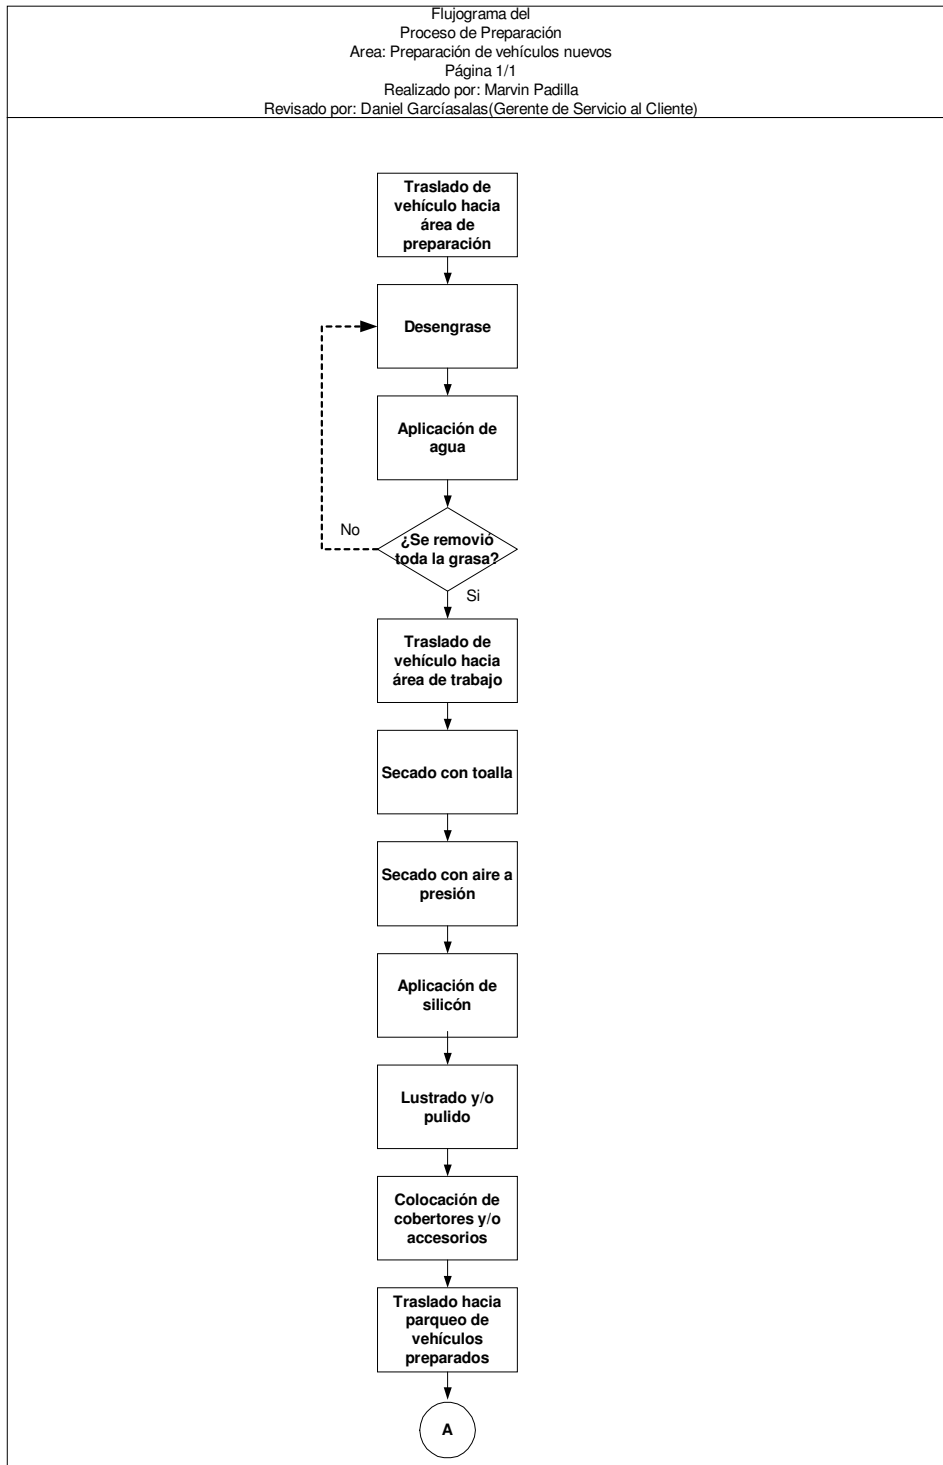 Flujograma del
Proceso de Preparación
Area: Preparación de vehículos nuevos
Página 1/1
Realizado por: Marvin Padilla
Revisado por: Daniel Garcíasalas(Gerente de Servicio al Cliente)
Traslado de
vehículo hacia
área de
preparación
Desengrase
Aplicación de
agua
No
¿Se removió
toda la grasa?
Si
Traslado de
vehículo hacia
área de trabajo
Secado con toalla
Secado con aire a
presión
Aplicación de
silicón
Lustrado y/o
pulido
Colocación de
cobertores y/o
accesorios
Traslado hacia
parqueo de
vehículos
preparados
A